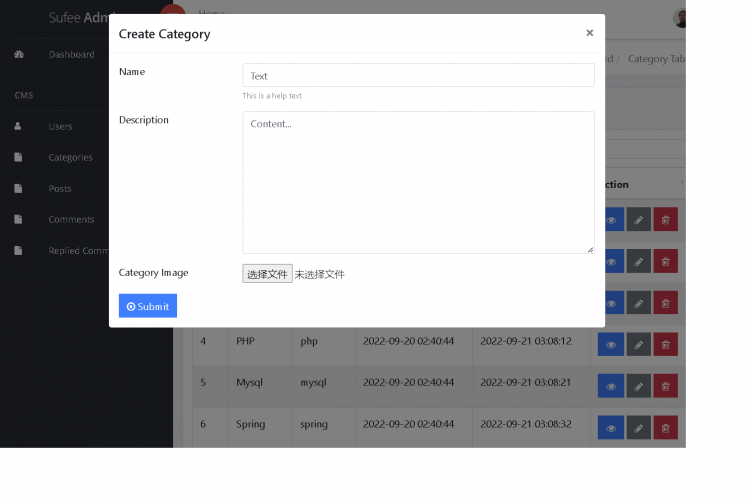 Sufee Adm
Home
Create Category
×
Dashboard
rd / Category Tab
Name
Text
This is a help text
CMS
Description
Content...
Users
Categories
Posts
ction
Comments
Replied Comm
Category Image
选择文件 未选择文件
Submit
4 PHP php 2022-09-20 02:40:44 2022-09-21 03:08:12
5 Mysql mysql 2022-09-20 02:40:44 2022-09-21 03:08:21
6 Spring spring 2022-09-20 02:40:44 2022-09-21 03:08:32